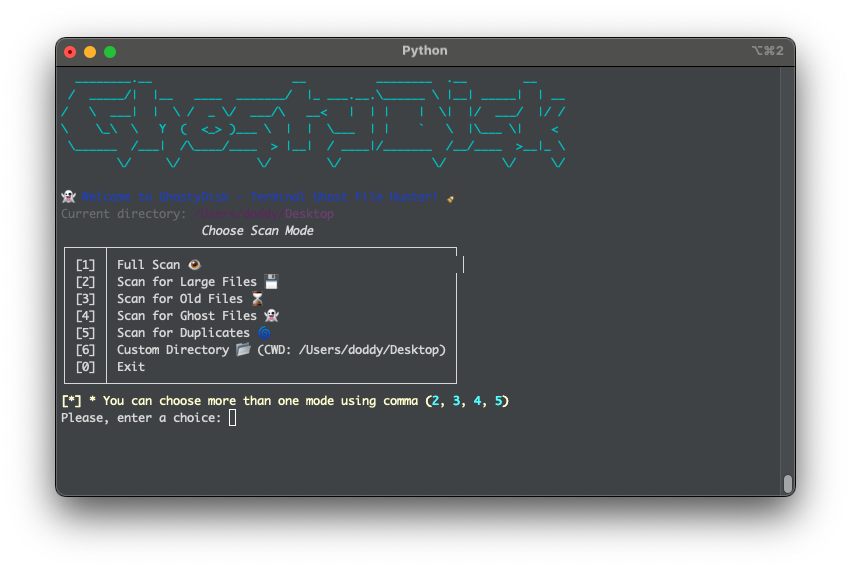 Python
⌥⌘2
GhostyDisk
👻 Welcome to GhostyDisk - Terminal Ghost File Hunter! 🧹
Current directory: /Users/doddy/Desktop
Choose Scan Mode
[1] Full Scan 👁️
[2] Scan for Large Files 💾
[3] Scan for Old Files ⏳
[4] Scan for Ghost Files 👻
[5] Scan for Duplicates 🌀
[6] Custom Directory 📂 (CWD: /Users/doddy/Desktop)
[0] Exit
[*] * You can choose more than one mode using comma (2, 3, 4, 5)
Please, enter a choice: